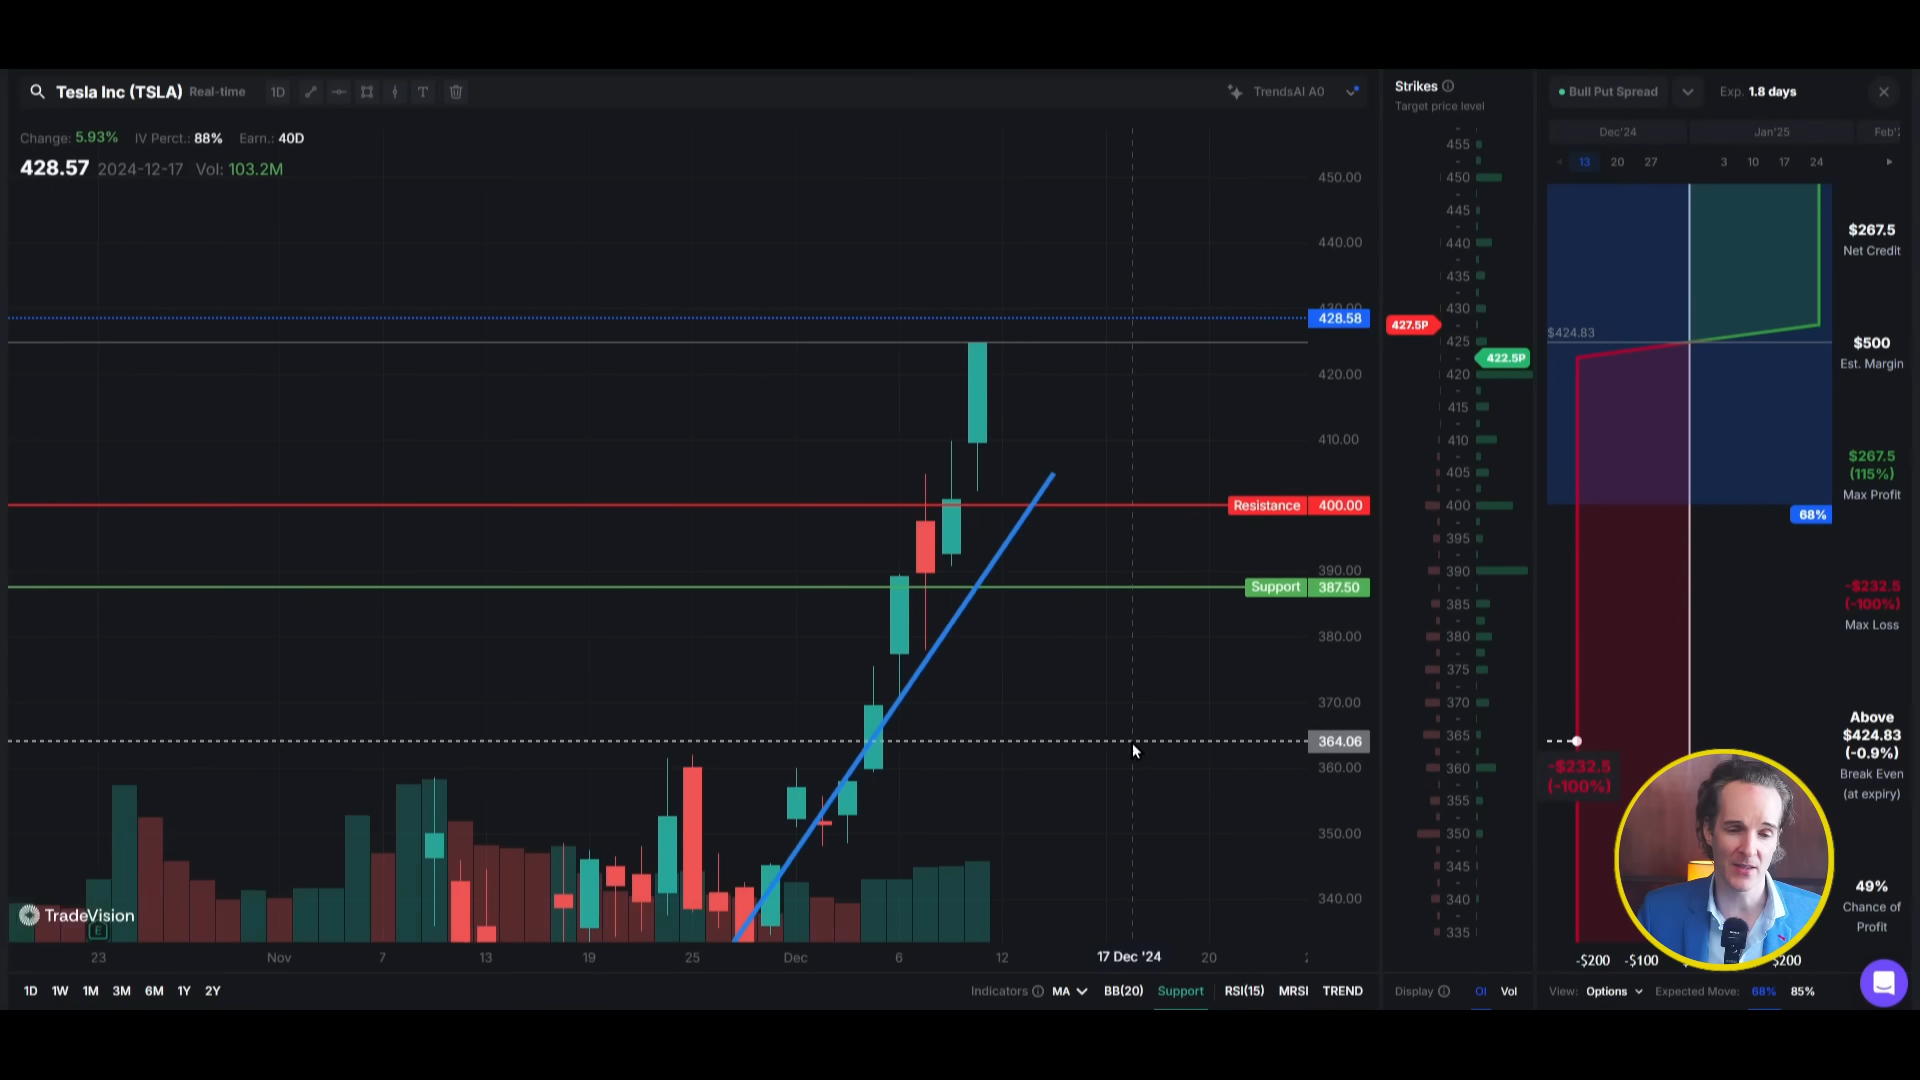 Tesla Inc (TSLA) Real-time 1D T TrendsAI A0
Change: 5.93% IV Perct.: 88% Earn.: 40D
428.57 2024-12-17 Vol: 103.2M
450.00
440.00
430.00
428.58
420.00
410.00
Resistance 400.00
390.00
Support 387.50
380.00
370.00
364.06
360.00
350.00
340.00
TradeVision
E
23 Nov 7 13 19 25 Dec 6 12 17 Dec '24 20
1D 1W 1M 3M 6M 1Y 2Y
Indicators MA BB(20) Support RSI(15) MRSI TREND
Strikes
Target price level
455
450
445
440
435
430
427.5P
425
422.5P
420
415
410
405
400
395
390
385
380
375
370
365
360
355
350
345
340
335
Display OI Vol
Bull Put Spread Exp. 1.8 days
Dec'24 Jan'25
13 20 27 3 10 17 24
$424.83
68%
-$232.5
(-100%)
-$200 -$100 $200
$267.5
Net Credit
$500
Est. Margin
$267.5
(115%)
Max Profit
-$232.5
(-100%)
Max Loss
Above
$424.83
(-0.9%)
Break Even
(at expiry)
49%
Chance of
Profit
View: Options Expected Move: 68% 85%